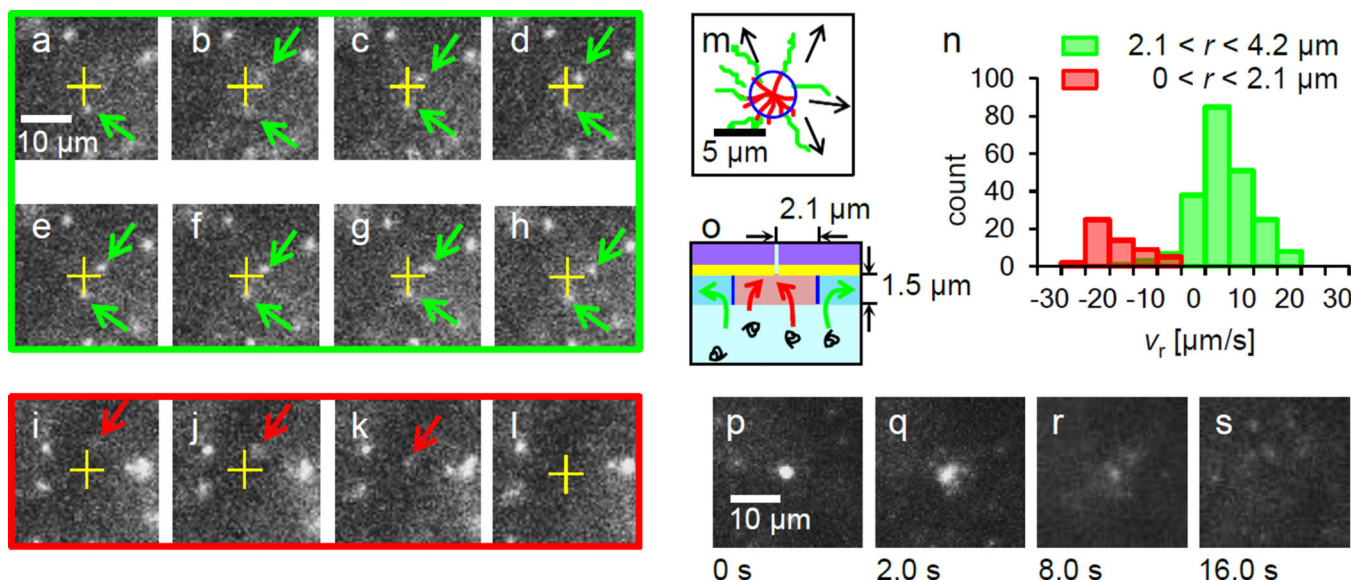 a
b
c
d
10 µm
e
f
g
h
i
j
k
l
m
5 µm
n
2.1 < r < 4.2 µm
0 < r < 2.1 µm
100
80
60
40
20
0
count
-30 -20 -10 0 10 20 30
vr [µm/s]
o
2.1 µm
1.5 µm
p
q
r
s
10 µm
0 s
2.0 s
8.0 s
16.0 s